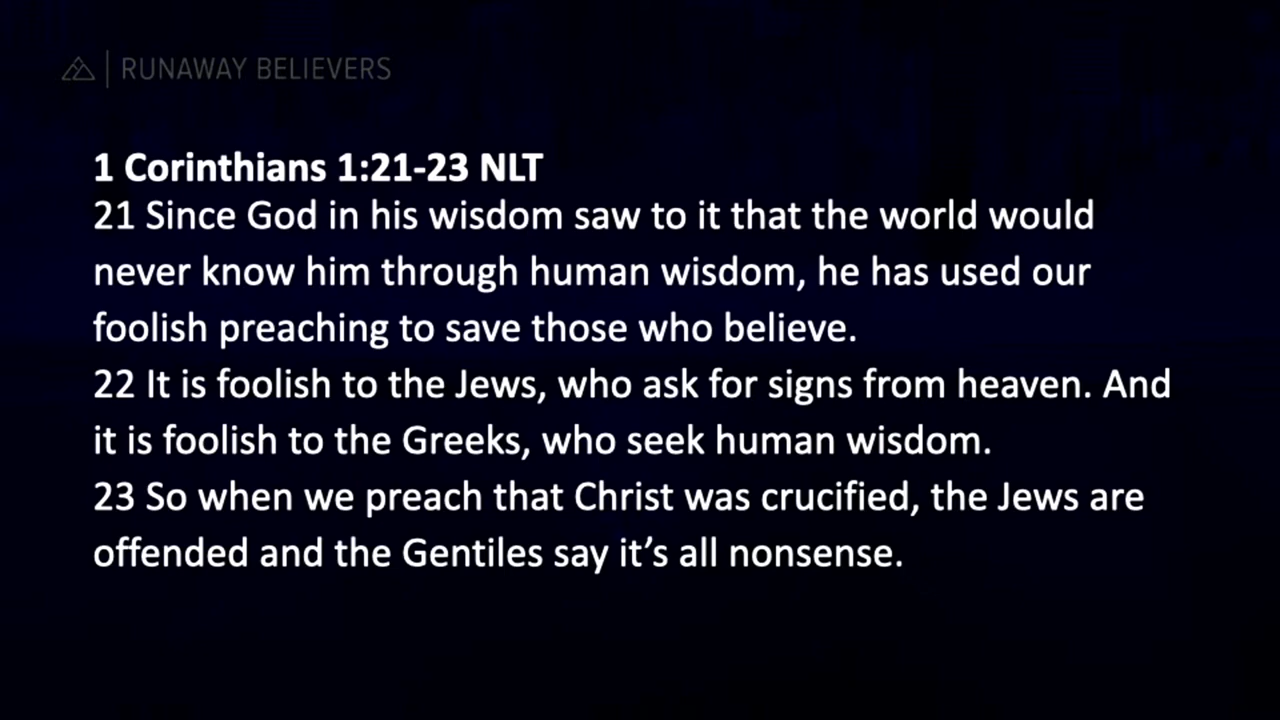 RUNAWAY BELIEVERS
1 Corinthians 1:21-23 NLT
21 Since God in his wisdom saw to it that the world would
never know him through human wisdom, he has used our
foolish preaching to save those who believe.
22 It is foolish to the Jews, who ask for signs from heaven. And
it is foolish to the Greeks, who seek human wisdom.
23 So when we preach that Christ was crucified, the Jews are
offended and the Gentiles say it’s all nonsense.